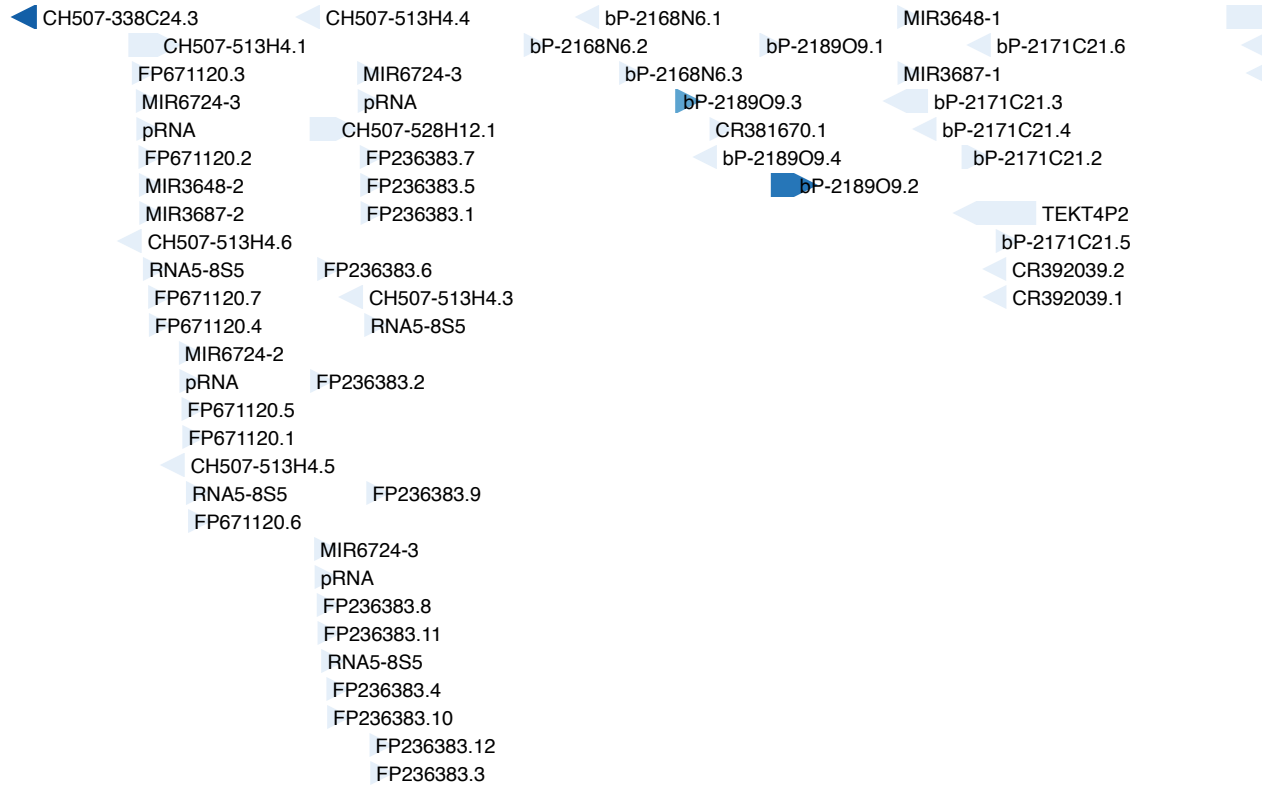 CH507-338C24.3 CH507-513H4.4 bP-2168N6.1 MIR3648-1
CH507-513H4.1 bP-2168N6.2 bP-2189O9.1 bP-2171C21.6
FP671120.3 MIR6724-3 bP-2168N6.3 MIR3687-1
MIR6724-3 pRNA bP-2189O9.3 bP-2171C21.3
pRNA CH507-528H12.1 CR381670.1 bP-2171C21.4
FP671120.2 FP236383.7 bP-2189O9.4 bP-2171C21.2
MIR3648-2 FP236383.5 bP-2189O9.2
MIR3687-2 FP236383.1 TEKT4P2
CH507-513H4.6 bP-2171C21.5
RNA5-8S5 FP236383.6 CR392039.2
FP671120.7 CH507-513H4.3 CR392039.1
FP671120.4 RNA5-8S5
MIR6724-2
pRNA FP236383.2
FP671120.5
FP671120.1
CH507-513H4.5
RNA5-8S5 FP236383.9
FP671120.6
MIR6724-3
pRNA
FP236383.8
FP236383.11
RNA5-8S5
FP236383.4
FP236383.10
FP236383.12
FP236383.3